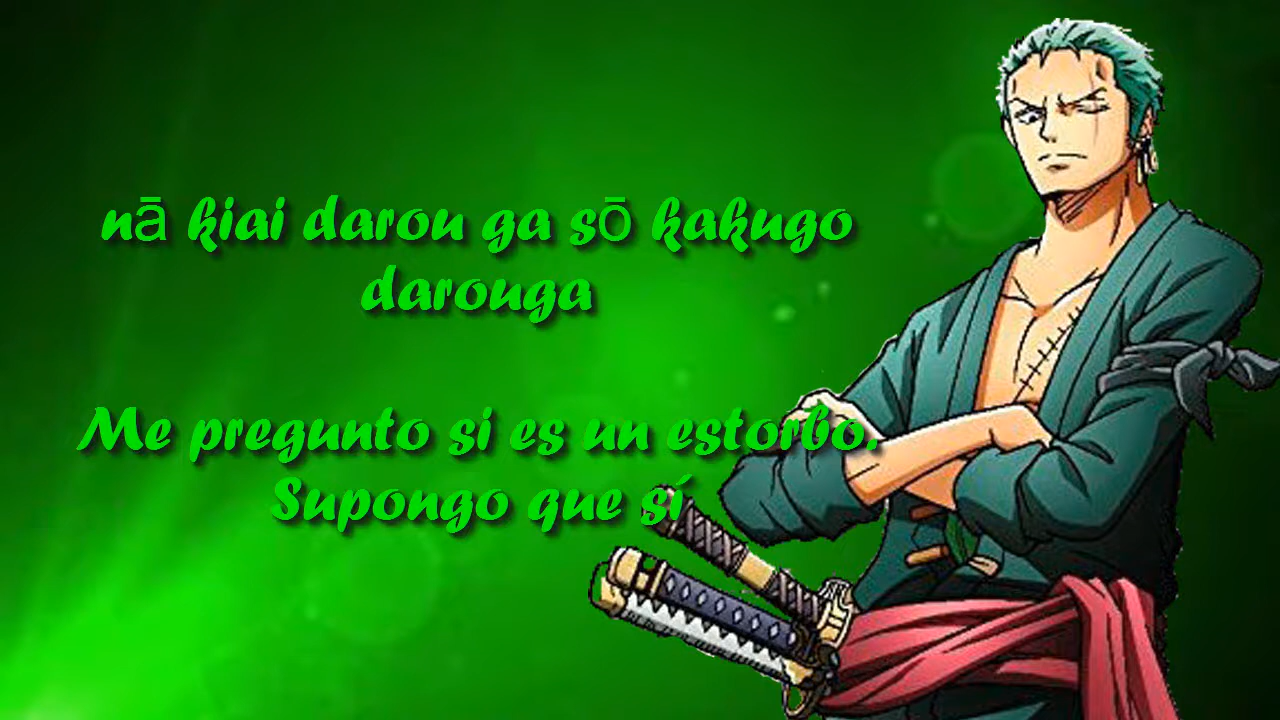 nā kiai darou ga sō kakugo
darouga
Me pregunto si es un estorbo.
Supongo que sí